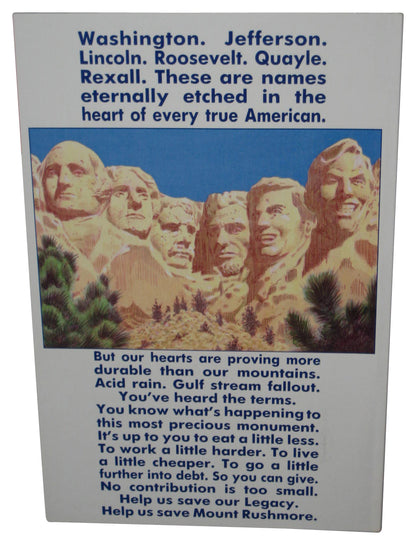 Washington. Jefferson.
Lincoln. Roosevelt. Quayle.
Rexall. These are names
eternally etched in the
heart of every true American.
But our hearts are proving more
durable than our mountains.
Acid rain. Gulf stream fallout.
You've heard the terms.
You know what's happening to
this most precious monument.
It's up to you to eat a little less.
To work a little harder. To live
a little cheaper. To go a little
further into debt. So you can give.
No contribution is too small.
Help us save our Legacy.
Help us save Mount Rushmore.